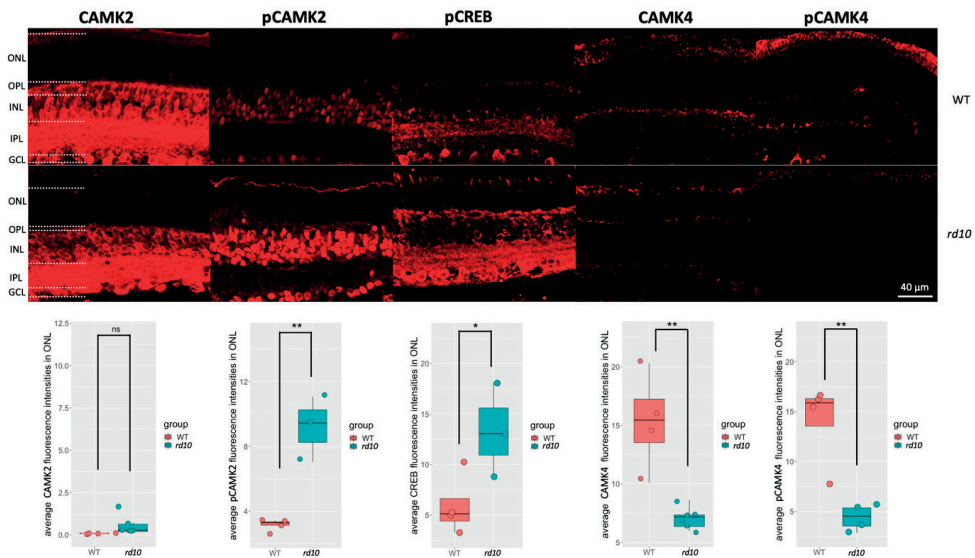 CAMK2 pCAMK2 pCREB CAMK4 pCAMK4
ONL
OPL
INL
IPL
GCL
WT
ONL
OPL
INL
IPL
GCL
rd10
40 µm
average CAMK2 fluorescence intensities in ONL
12.5
10.0
7.5
5.0
2.5
0.0
ns
WT rd10
group
WT
rd10
average pCAMK2 fluorescence intensities in ONL
12
9
6
3
**
WT rd10
group
WT
rd10
average CREB fluorescence intensities in ONL
20
15
10
5
*
WT rd10
group
WT
rd10
average CAMK4 fluorescence intensities in ONL
20
15
10
5
**
WT rd10
group
WT
rd10
average pCAMK4 fluorescence intensities in ONL
20
15
10
5
**
WT rd10
group
WT
rd10